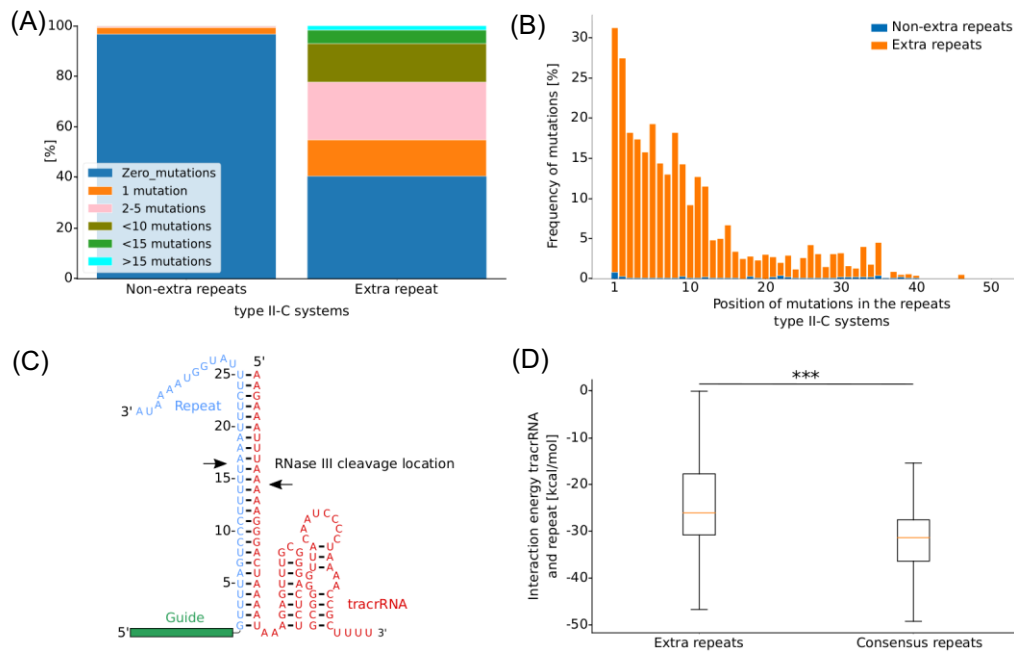 (A)
100
80
60
40
20
0
[%]
Zero_mutations
1 mutation
2-5 mutations
<10 mutations
<15 mutations
>15 mutations
Non-extra repeats
Extra repeat
type II-C systems
(B)
Non-extra repeats
Extra repeats
30
25
20
15
10
5
0
Frequency of mutations [%]
1
10
20
30
40
50
Position of mutations in the repeats
type II-C systems
(C)
5'
25
3'
Repeat
20
RNase III cleavage location
15
10
5
tracrRNA
Guide
5'
3'
(D)
***
0
-10
-20
-30
-40
-50
Interaction energy tracrRNA
and repeat [kcal/mol]
Extra repeats
Consensus repeats